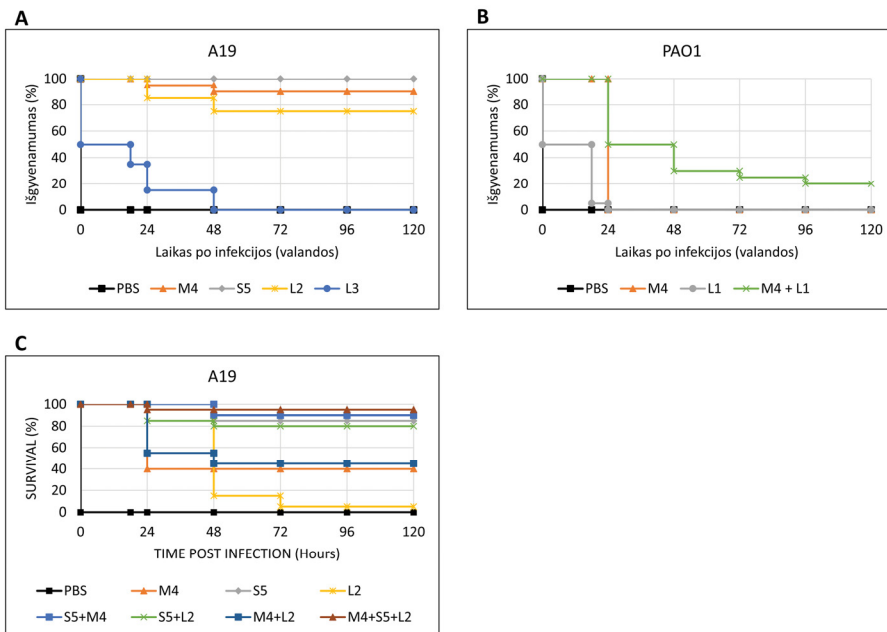 A
A19
Išgyvenamumas (%)
100
80
60
40
20
0
0 24 48 72 96 120
Laikas po infekcijos (valandos)
PBS M4 S5 L2 L3
B
PAO1
Išgyvenamumas (%)
100
80
60
40
20
0
0 24 48 72 96 120
Laikas po infekcijos (valandos)
PBS M4 L1 M4 + L1
C
A19
SURVIVAL (%)
100
80
60
40
20
0
0 24 48 72 96 120
TIME POST INFECTION (Hours)
PBS M4 S5 L2
S5+M4 S5+L2 M4+L2 M4+S5+L2